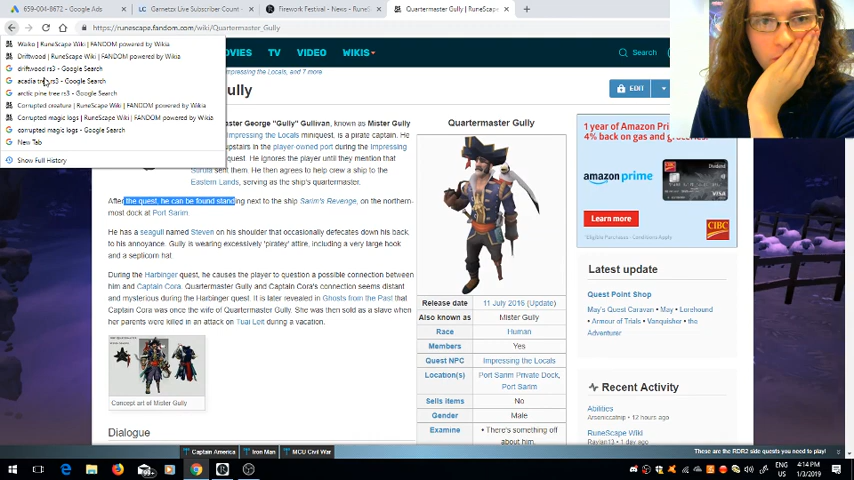 659-004-8672 - Google Ads
Gametzx Live Subscriber Count
Firework Festival - News - RuneS
Quartermaster Gully | RuneScape
https://runescape.fandom.com/wiki/Quartermaster_Gully
Waiko | RuneScape Wiki | FANDOM powered by Wikia
Driftwood | RuneScape Wiki | FANDOM powered by Wikia
driftwood rs3 - Google Search
acadia tree rs3 - Google Search
arctic pine tree rs3 - Google Search
Corrupted creature | RuneScape Wiki | FANDOM powered by Wikia
Corrupted magic logs | RuneScape Wiki | FANDOM powered by Wikia
corrupted magic logs - Google Search
New Tab
Show Full History
MOVIES TV VIDEO WIKIS
Search
Impressing the Locals, and 7 more
Gully
EDIT
master George "Gully" Gullivan, known as Mister
Impressing the Locals miniquest, is a pirate captain. He
upstairs in the player-owned port during the Impressing
quest. He ignores the player until they mention that
sent them. He then agrees to help crew a ship to the
Eastern Lands, serving as the ship's quartermaster.
After the quest, he can be found standing next to the ship Sarim's Revenge, on the northern-
most dock at Port Sarim.
He has a seagull named Steven on his shoulder that occasionally defecates down his back,
to his annoyance. Gully is wearing excessively 'piratey' attire, including a very large hook
and a septicorn hat.
During the Harbinger quest, he causes the player to question a possible connection between
him and Captain Cora. Quartermaster Gully and Captain Cora's connection seems distant
and mysterious during the Harbinger quest. It is later revealed in Ghosts from the Past that
Captain Cora was once the wife of Quartermaster Gully. She was then sold as a slave when
her parents were killed in an attack on Tuai Leit during a vacation.
Concept art of Mister Gully
Dialogue
Quartermaster Gully
Release date 11 July 2016 (Update)
Also known as Mister Gully
Race Human
Members Yes
Quest NPC Impressing the Locals
Location(s) Port Sarim Private Dock,
Port Sarim
Sells items No
Gender Male
Examine • There's something off
about him.
1 year of Amazon Prime
4% back on gas and groceries
amazon
Learn more
CIBC
Latest update
Quest Point Shop
May's Quest Caravan • May • Lorehound
• Armour of Trials • Vanquisher • the
Adventurer
Recent Activity
Abilities
Arseniccatnip • 12 hours ago
RuneScape Wiki
1 day ago
Captain America
Iron Man
MCU Civil War
These are the RDR2 side quests you need to play!
ENG
US
4:14 PM
1/3/2019